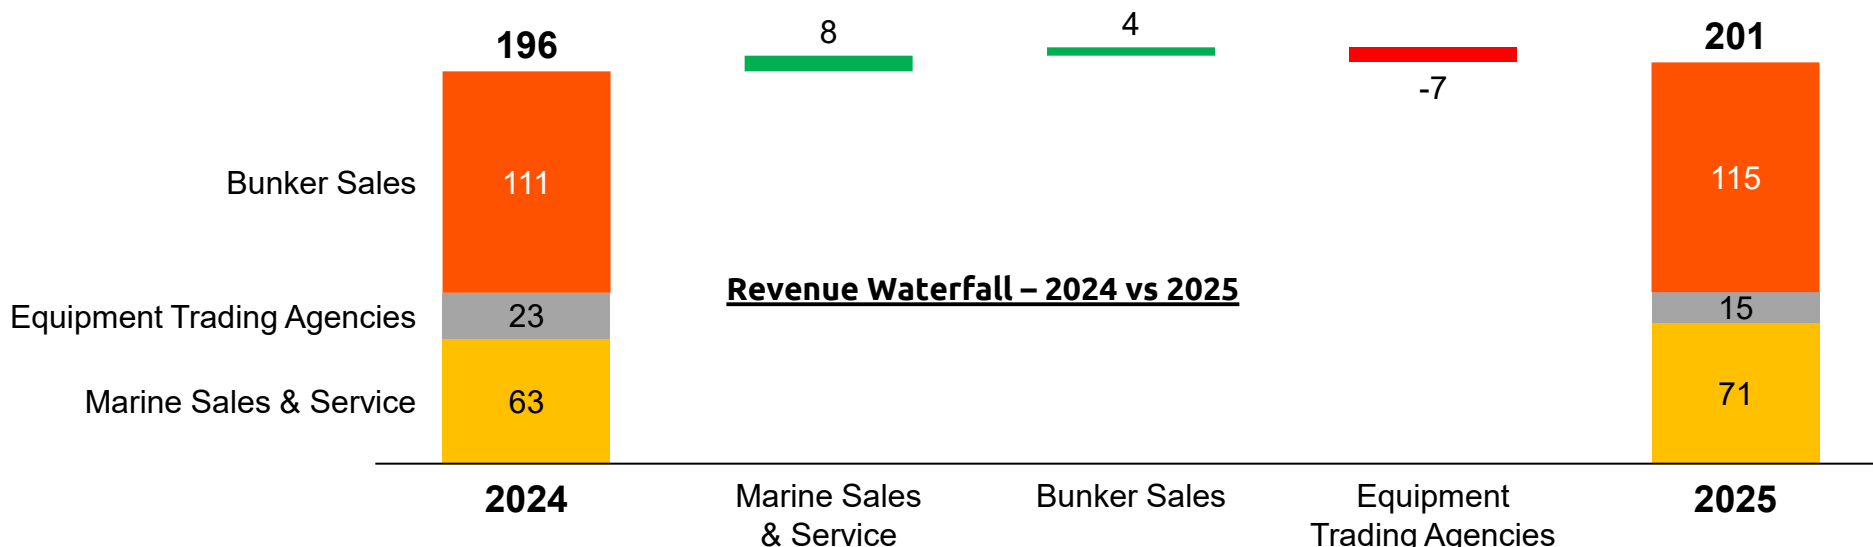 196
8
4
201
-7
Bunker Sales
111
115
Revenue Waterfall – 2024 vs 2025
Equipment Trading Agencies
23
15
Marine Sales & Service
63
71
2024
Marine Sales
& Service
Bunker Sales
Equipment
Trading Agencies
2025